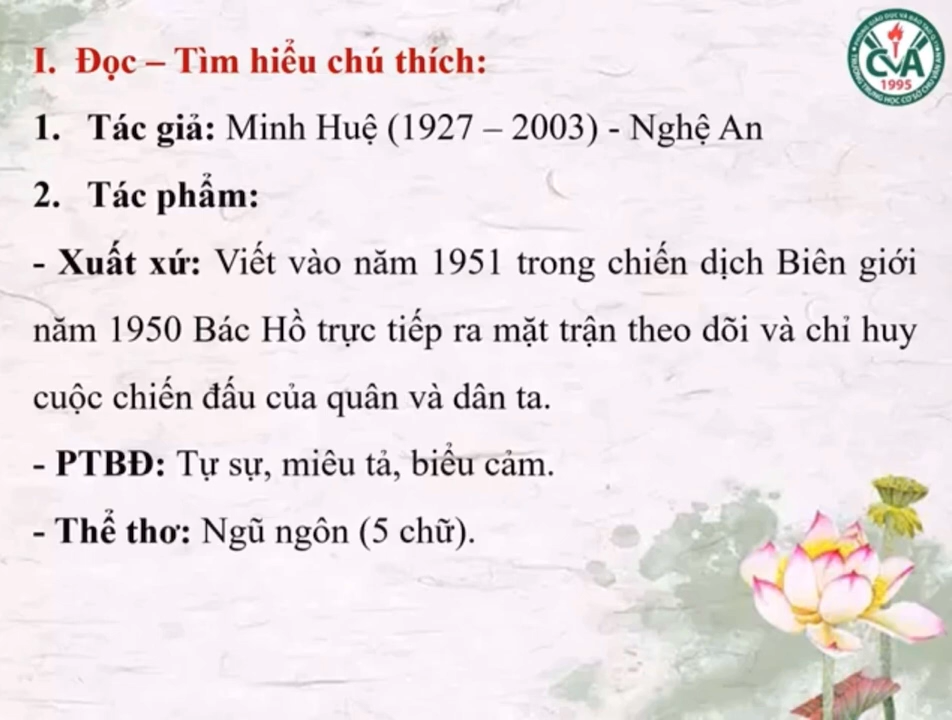 I. Đọc – Tìm hiểu chú thích:
CVA
1995
1. Tác giả: Minh Huệ (1927 – 2003) - Nghệ An
2. Tác phẩm:
- Xuất xứ: Viết vào năm 1951 trong chiến dịch Biên giới
năm 1950 Bác Hồ trực tiếp ra mặt trận theo dõi và chỉ huy
cuộc chiến đấu của quân và dân ta.
- PTBĐ: Tự sự, miêu tả, biểu cảm.
- Thể thơ: Ngũ ngôn (5 chữ).